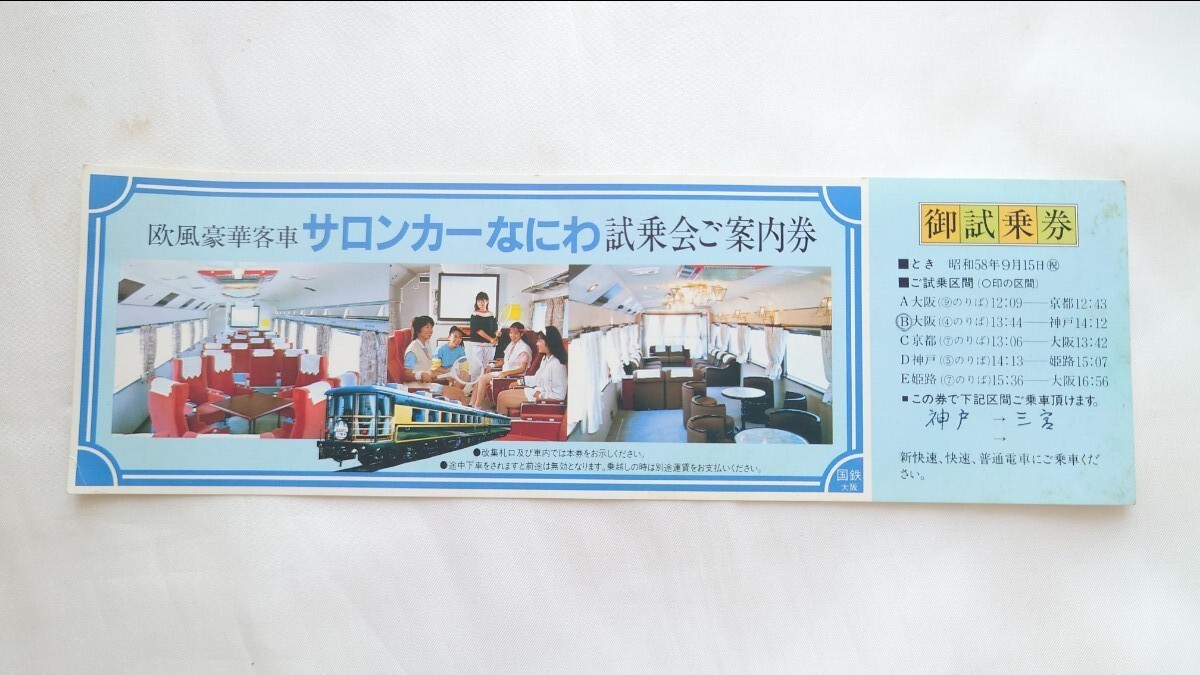 欧風豪華客車サロンカーなにわ試乗会ご案内券
●改集札口及び車内では本券をお示しください。
●途中下車をされますと前途は無効となります。乗越しの時は別途運賃をお支払いください。
国鉄
大阪
御試乗券
■とき 昭和58年9月15日㊗
■ご試乗区間(○印の区間)
A大阪(⑨のりば)12:09──京都12:43
Ⓑ大阪(④のりば)13:44──神戸14:12
C京都(⑦のりば)13:06──大阪13:42
D神戸(⑤のりば)14:13──姫路15:07
E姫路(⑦のりば)15:36──大阪16:56
■この券で下記区間ご乗車頂けます。
神戸→三宮
→
新快速、快速、普通電車にご乗車くだ
さい。